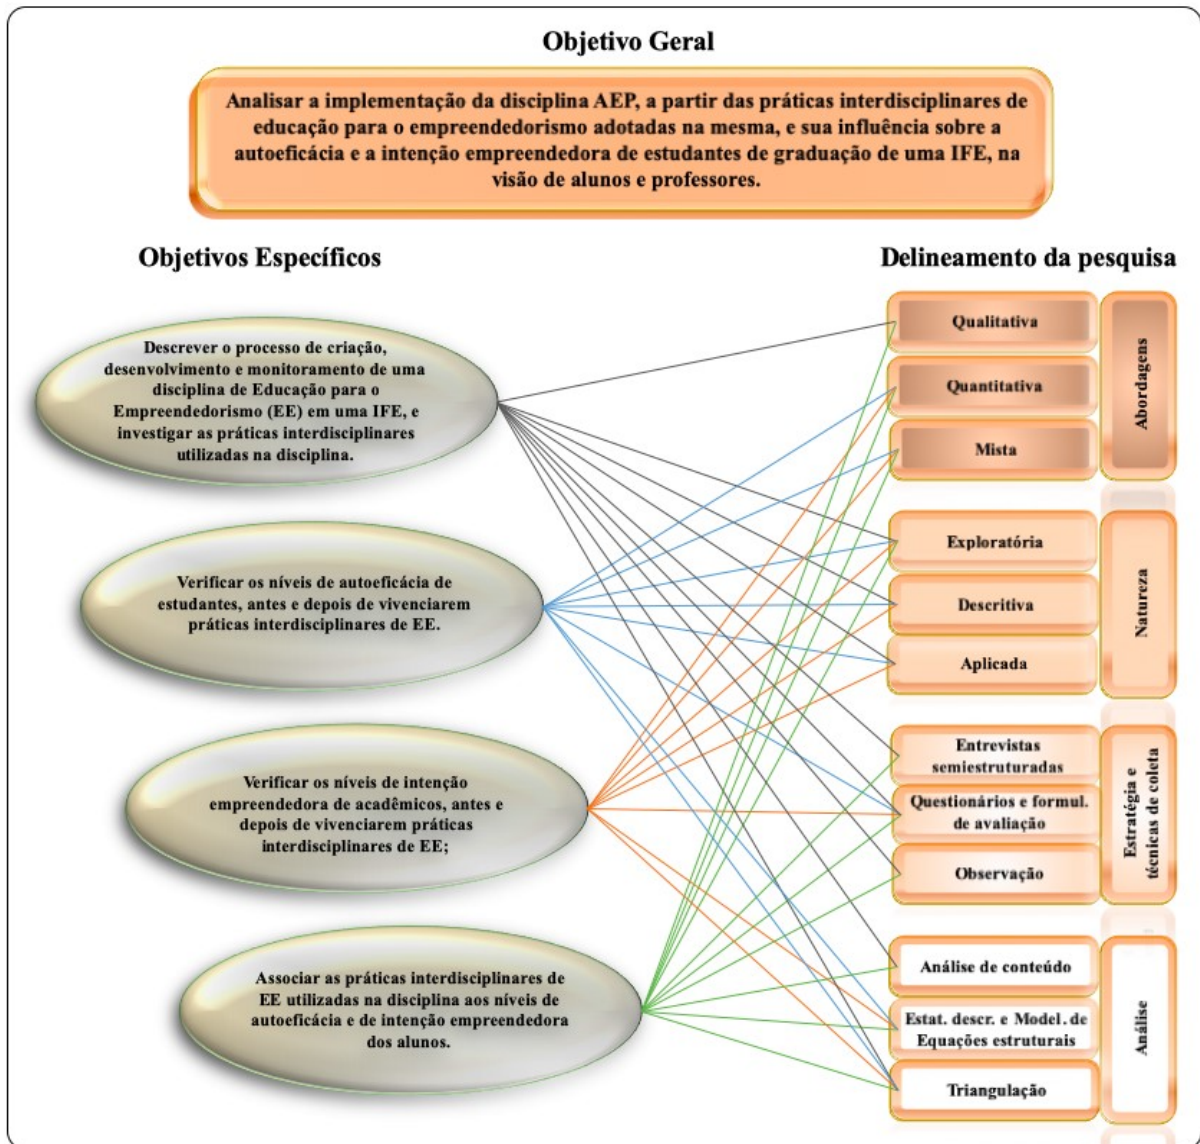 Objetivo Geral
Analisar a implementação da disciplina AEP, a partir das práticas interdisciplinares de
educação para o empreendedorismo adotadas na mesma, e sua influência sobre a
autoeficácia e a intenção empreendedora de estudantes de graduação de uma IFE, na
visão de alunos e professores.
Objetivos Específicos
Descrever o processo de criação,
desenvolvimento e monitoramento de uma
disciplina de Educação para o
Empreendedorismo (EE) em uma IFE, e
investigar as práticas interdisciplinares
utilizadas na disciplina.
Verificar os níveis de autoeficácia de
estudantes, antes e depois de vivenciarem
práticas interdisciplinares de EE.
Verificar os níveis de intenção
empreendedora de acadêmicos, antes e
depois de vivenciarem práticas
interdisciplinares de EE;
Associar as práticas interdisciplinares de
EE utilizadas na disciplina aos níveis de
autoeficácia e de intenção empreendedora
dos alunos.
Delineamento da pesquisa
Qualitativa
Quantitativa
Mista
Abordagens
Exploratória
Descritiva
Aplicada
Natureza
Entrevistas
semiestruturadas
Questionários e formul.
de avaliação
Observação
Estratégia e
técnicas de coleta
Análise de conteúdo
Estat. descr. e Model. de
Equações estruturais
Triangulação
Análise